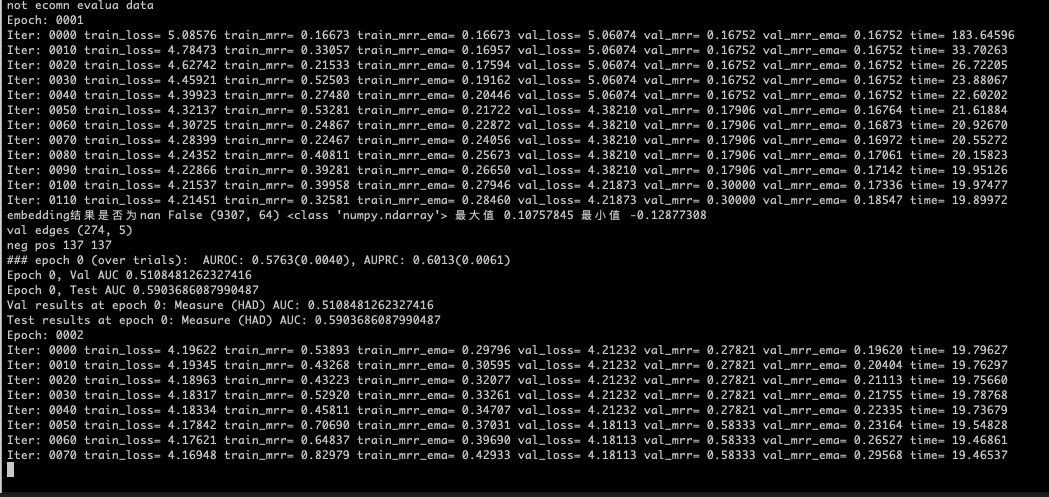 not ecomn evalua data
Epoch: 0001
Iter: 0000 train_loss= 5.08576 train_mrr= 0.16673 train_mrr_ema= 0.16673 val_loss= 5.06074 val_mrr= 0.16752 val_mrr_ema= 0.16752 time= 183.64596
Iter: 0010 train_loss= 4.78473 train_mrr= 0.33057 train_mrr_ema= 0.16957 val_loss= 5.06074 val_mrr= 0.16752 val_mrr_ema= 0.16752 time= 33.70263
Iter: 0020 train_loss= 4.62742 train_mrr= 0.21533 train_mrr_ema= 0.17594 val_loss= 5.06074 val_mrr= 0.16752 val_mrr_ema= 0.16752 time= 26.72205
Iter: 0030 train_loss= 4.45921 train_mrr= 0.52503 train_mrr_ema= 0.19162 val_loss= 5.06074 val_mrr= 0.16752 val_mrr_ema= 0.16752 time= 23.88067
Iter: 0040 train_loss= 4.39923 train_mrr= 0.27480 train_mrr_ema= 0.20446 val_loss= 5.06074 val_mrr= 0.16752 val_mrr_ema= 0.16752 time= 22.60202
Iter: 0050 train_loss= 4.32137 train_mrr= 0.53281 train_mrr_ema= 0.21722 val_loss= 4.38210 val_mrr= 0.17906 val_mrr_ema= 0.16764 time= 21.61884
Iter: 0060 train_loss= 4.30725 train_mrr= 0.24867 train_mrr_ema= 0.22872 val_loss= 4.38210 val_mrr= 0.17906 val_mrr_ema= 0.16873 time= 20.92670
Iter: 0070 train_loss= 4.28399 train_mrr= 0.22467 train_mrr_ema= 0.24056 val_loss= 4.38210 val_mrr= 0.17906 val_mrr_ema= 0.16972 time= 20.55272
Iter: 0080 train_loss= 4.24352 train_mrr= 0.40811 train_mrr_ema= 0.25673 val_loss= 4.38210 val_mrr= 0.17906 val_mrr_ema= 0.17061 time= 20.15823
Iter: 0090 train_loss= 4.22866 train_mrr= 0.39281 train_mrr_ema= 0.26650 val_loss= 4.38210 val_mrr= 0.17906 val_mrr_ema= 0.17142 time= 19.95126
Iter: 0100 train_loss= 4.21537 train_mrr= 0.39958 train_mrr_ema= 0.27946 val_loss= 4.21873 val_mrr= 0.30000 val_mrr_ema= 0.17336 time= 19.97477
Iter: 0110 train_loss= 4.21451 train_mrr= 0.32581 train_mrr_ema= 0.28460 val_loss= 4.21873 val_mrr= 0.30000 val_mrr_ema= 0.18547 time= 19.89972
embedding结果是否为nan False (9307, 64) <class 'numpy.ndarray'> 最大值 0.10757845 最小值 -0.12877308
val edges (274, 5)
neg pos 137 137
### epoch 0 (over trials):  AUROC: 0.5763(0.0040), AUPRC: 0.6013(0.0061)
Epoch 0, Val AUC 0.5108481262327416
Epoch 0, Test AUC 0.5903686087990487
Val results at epoch 0: Measure (HAD) AUC: 0.5108481262327416
Test results at epoch 0: Measure (HAD) AUC: 0.5903686087990487
Epoch: 0002
Iter: 0000 train_loss= 4.19622 train_mrr= 0.53893 train_mrr_ema= 0.29796 val_loss= 4.21232 val_mrr= 0.27821 val_mrr_ema= 0.19620 time= 19.79627
Iter: 0010 train_loss= 4.19345 train_mrr= 0.43268 train_mrr_ema= 0.30595 val_loss= 4.21232 val_mrr= 0.27821 val_mrr_ema= 0.20404 time= 19.76297
Iter: 0020 train_loss= 4.18963 train_mrr= 0.43223 train_mrr_ema= 0.32077 val_loss= 4.21232 val_mrr= 0.27821 val_mrr_ema= 0.21113 time= 19.75660
Iter: 0030 train_loss= 4.18317 train_mrr= 0.52920 train_mrr_ema= 0.33261 val_loss= 4.21232 val_mrr= 0.27821 val_mrr_ema= 0.21755 time= 19.78768
Iter: 0040 train_loss= 4.18334 train_mrr= 0.45811 train_mrr_ema= 0.34707 val_loss= 4.21232 val_mrr= 0.27821 val_mrr_ema= 0.22335 time= 19.73679
Iter: 0050 train_loss= 4.17842 train_mrr= 0.70690 train_mrr_ema= 0.37031 val_loss= 4.18113 val_mrr= 0.58333 val_mrr_ema= 0.23164 time= 19.54828
Iter: 0060 train_loss= 4.17621 train_mrr= 0.64837 train_mrr_ema= 0.39690 val_loss= 4.18113 val_mrr= 0.58333 val_mrr_ema= 0.26527 time= 19.46861
Iter: 0070 train_loss= 4.16948 train_mrr= 0.82979 train_mrr_ema= 0.42933 val_loss= 4.18113 val_mrr= 0.58333 val_mrr_ema= 0.29568 time= 19.46537